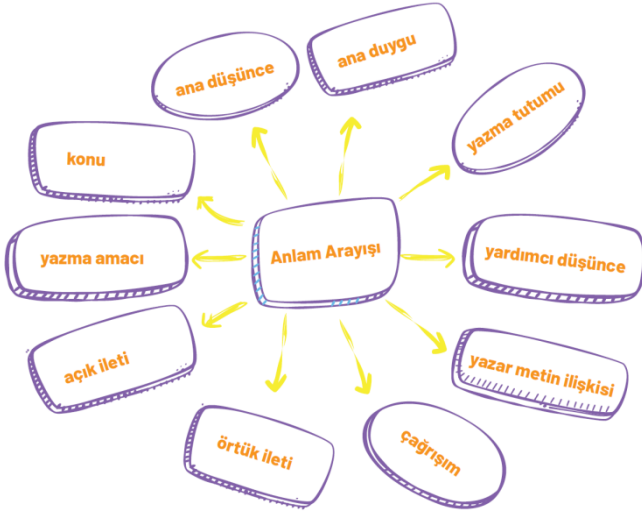 ana duygu
ana düşünce
yazma tutumu
konu
Anlam Arayışı
yazma amacı
yardımcı düşünce
açık ileti
yazar metin ilişkisi
örtük ileti
çağrışım